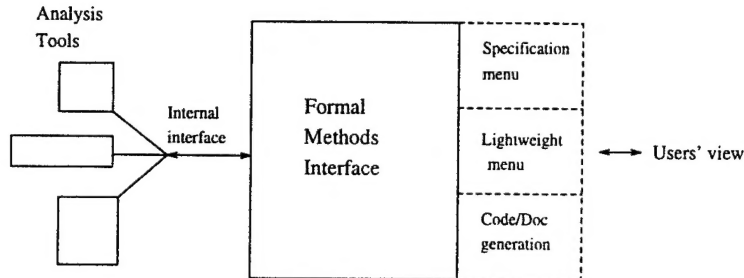 Analysis
Tools
Internal
interface
Formal
Methods
Interface
Specification
menu
Lightweight
menu
Code/Doc
generation
Users' view